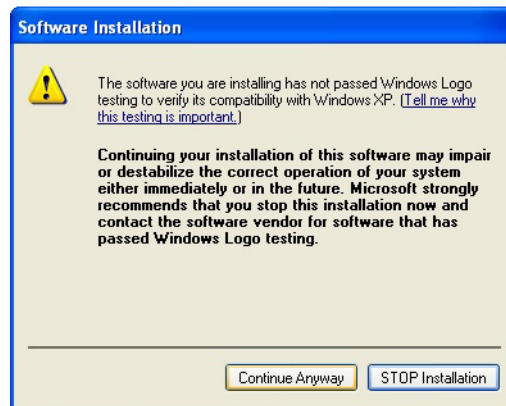 Software Installation
The software you are installing has not passed Windows Logo
testing to verify its compatibility with Windows XP. (Tell me why
this testing is important.)
Continuing your installation of this software may impair
or destabilize the correct operation of your system
either immediately or in the future. Microsoft strongly
recommends that you stop this installation now and
contact the software vendor for software that has
passed Windows Logo testing.
Continue Anyway STOP Installation